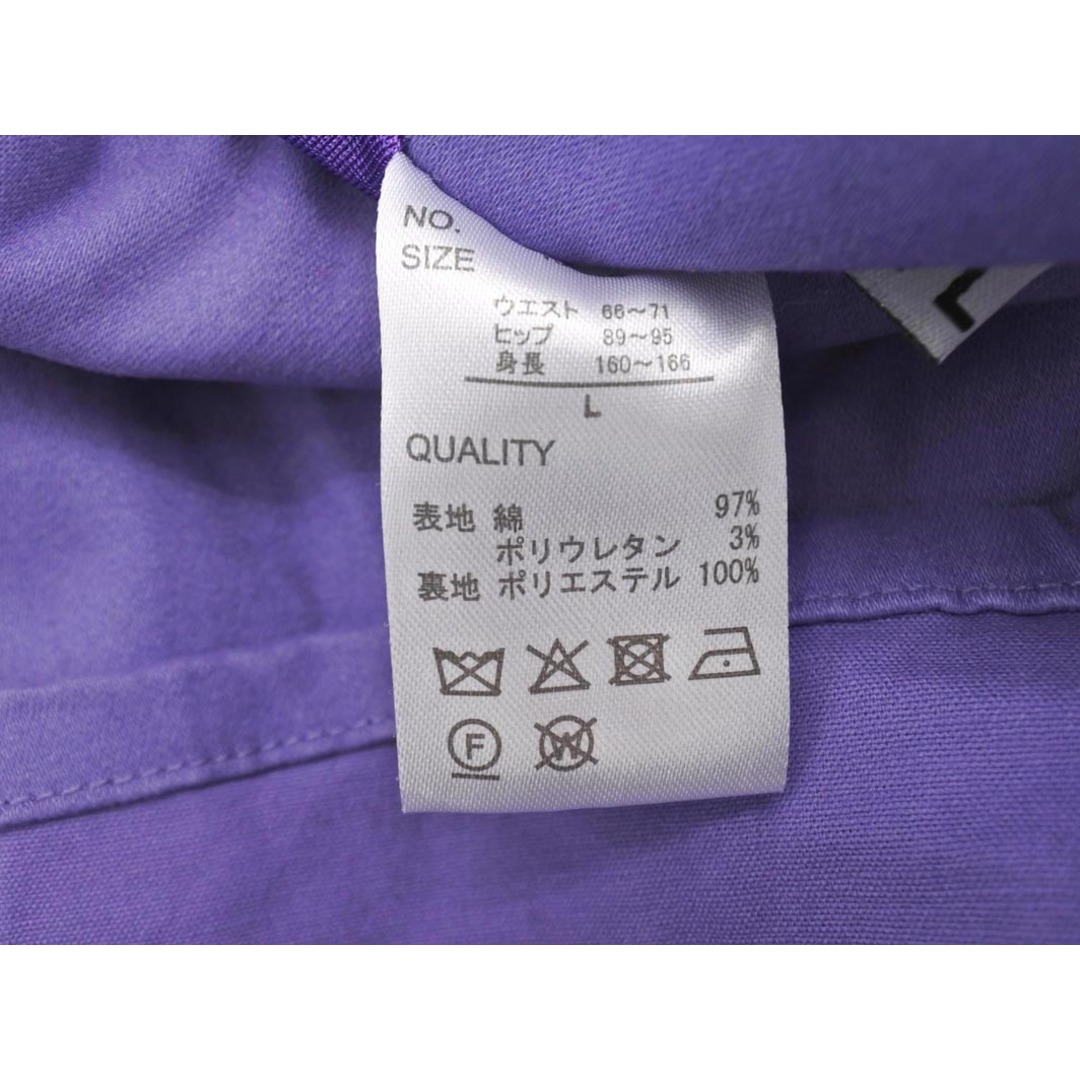 NO.
SIZE
ウエスト 66～71
ヒップ 89～95
身長 160～166
L
QUALITY
表地 綿 97%
ポリウレタン 3%
裏地 ポリエステル 100%
F
W
L